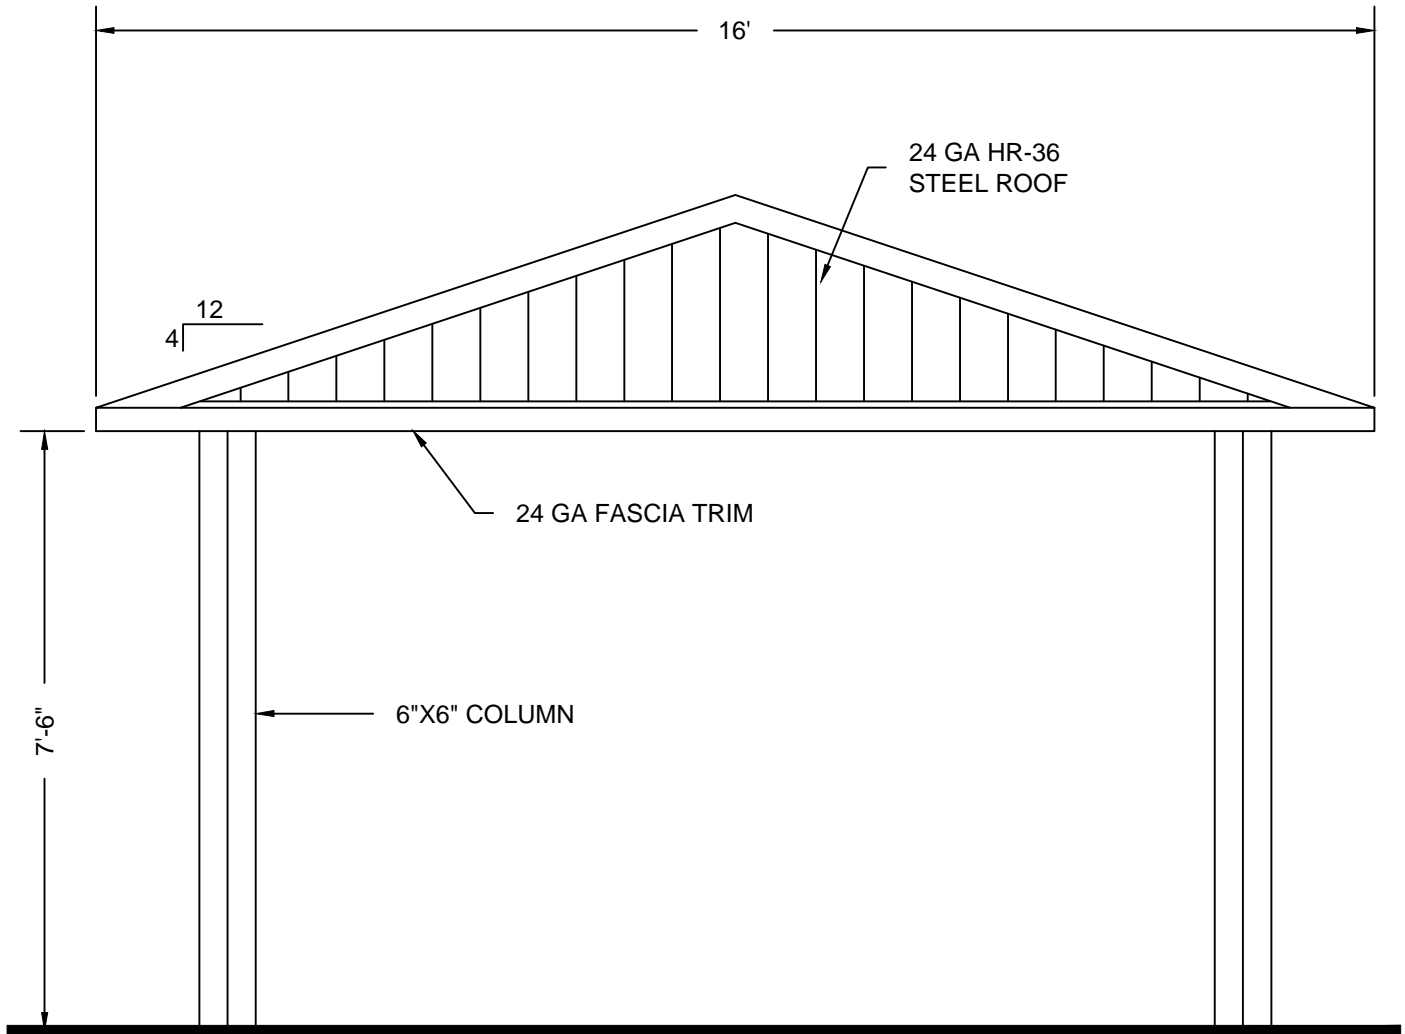 16'
24 GA HR-36
STEEL ROOF
12
4
24 GA FASCIA TRIM
6"X6" COLUMN
7'-6"